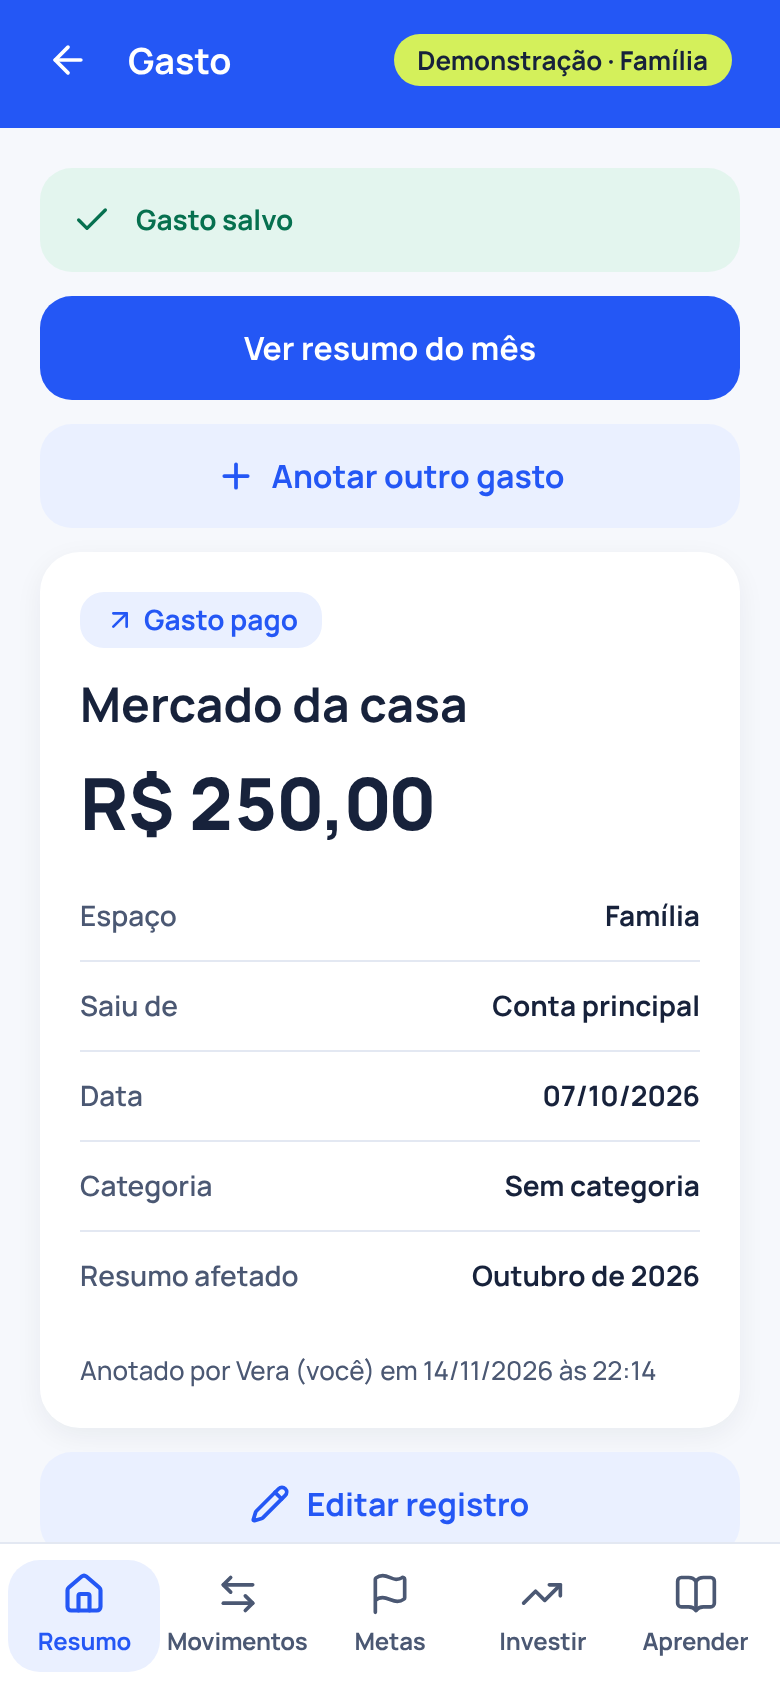 Gasto
Demonstração · Família
Gasto salvo
Ver resumo do mês
Anotar outro gasto
Gasto pago
Mercado da casa
R$ 250,00
Espaço Família
Saiu de Conta principal
Data 07/10/2026
Categoria Sem categoria
Resumo afetado Outubro de 2026
Anotado por Vera (você) em 14/11/2026 às 22:14
Editar registro
Resumo Movimentos Metas Investir Aprender